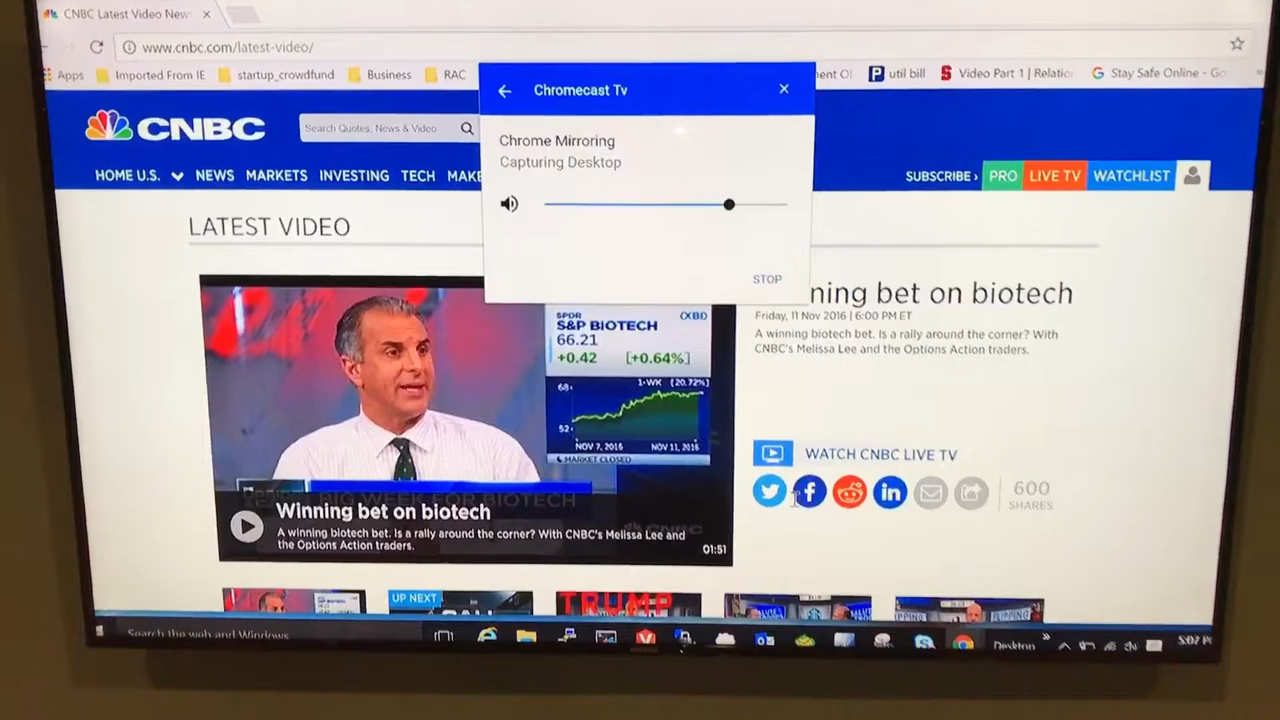 CNBC Latest Video New
www.cnbc.com/latest-video/
Apps Imported From IE startup_crowdfund Business RAC
util bill Video Part 1 | Relatio Stay Safe Online - Go
Chromecast Tv
Chrome Mirroring
Capturing Desktop
STOP
CNBC
Search Quotes, News & Video
HOME U.S. NEWS MARKETS INVESTING TECH MAKE
SUBSCRIBE › PRO LIVE TV WATCHLIST
LATEST VIDEO
ning bet on biotech
Friday, 11 Nov 2016 | 6:00 PM ET
A winning biotech bet. Is a rally around the corner? With
CNBC's Melissa Lee and the Options Action traders.
SPDR (XBD
S&P BIOTECH
66.21
+0.42 [+0.64%]
1-WK (20.72%)
68
52
NOV 7, 2016 NOV 11, 2016
MARKET CLOSED
BIG WEEK FOR BIOTECH
Winning bet on biotech
A winning biotech bet. Is a rally around the corner? With CNBC's Melissa Lee and
the Options Action traders.
01:51
WATCH CNBC LIVE TV
600
SHARES
UP NEXT
TRUMP
Search the web and Windows
Desktop
5:07 P